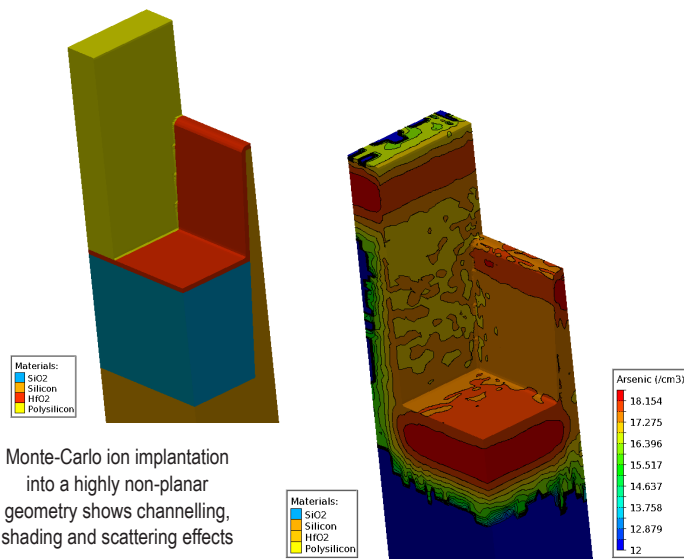 Materials:
SiO2
Silicon
HfO2
Polysilicon
Monte-Carlo ion implantation
into a highly non-planar
geometry shows channelling,
shading and scattering effects
Materials:
SiO2
Silicon
HfO2
Polysilicon
Arsenic (/cm3)
18.154
17.275
16.396
15.517
14.637
13.758
12.879
12